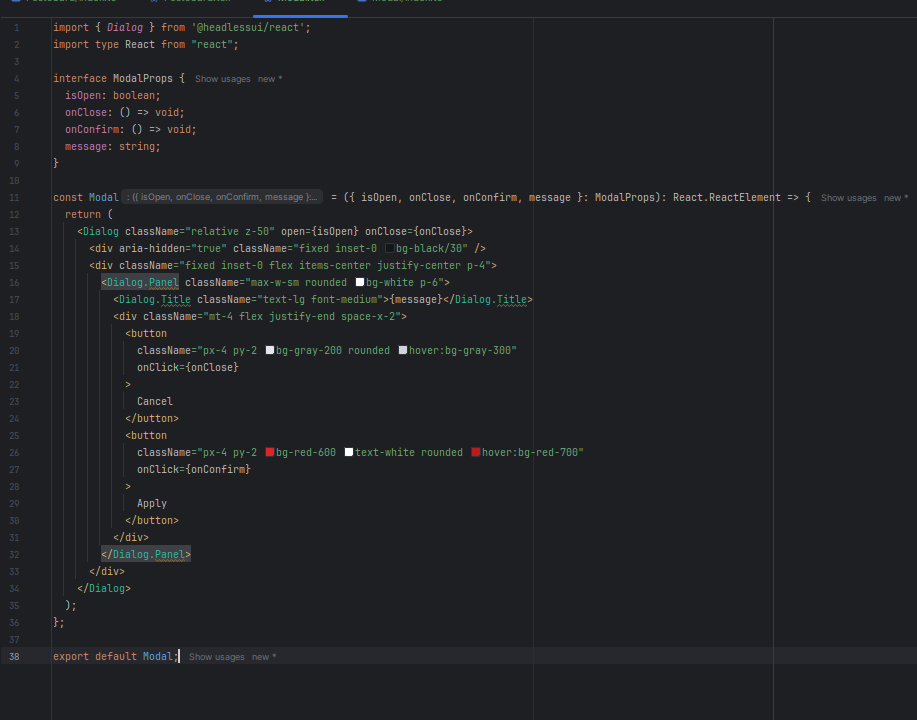 1 import { Dialog } from '@headlessui/react';
2 import type React from "react";
3
4 interface ModalProps { Show usages new *
5   isOpen: boolean;
6   onClose: () => void;
7   onConfirm: () => void;
8   message: string;
9 }
10
11 const Modal : ({ isOpen, onClose, onConfirm, message }:... = ({ isOpen, onClose, onConfirm, message }: ModalProps): React.ReactElement => { Show usages new *
12   return (
13     <Dialog className="relative z-50" open={isOpen} onClose={onClose}>
14       <div aria-hidden="true" className="fixed inset-0 bg-black/30" />
15       <div className="fixed inset-0 flex items-center justify-center p-4">
16         <Dialog.Panel className="max-w-sm rounded bg-white p-6">
17           <Dialog.Title className="text-lg font-medium">{message}</Dialog.Title>
18           <div className="mt-4 flex justify-end space-x-2">
19             <button
20               className="px-4 py-2 bg-gray-200 rounded hover:bg-gray-300"
21               onClick={onClose}
22             >
23               Cancel
24             </button>
25             <button
26               className="px-4 py-2 bg-red-600 text-white rounded hover:bg-red-700"
27               onClick={onConfirm}
28             >
29               Apply
30             </button>
31           </div>
32         </Dialog.Panel>
33       </div>
34     </Dialog>
35   );
36 };
37
38 export default Modal; Show usages new *